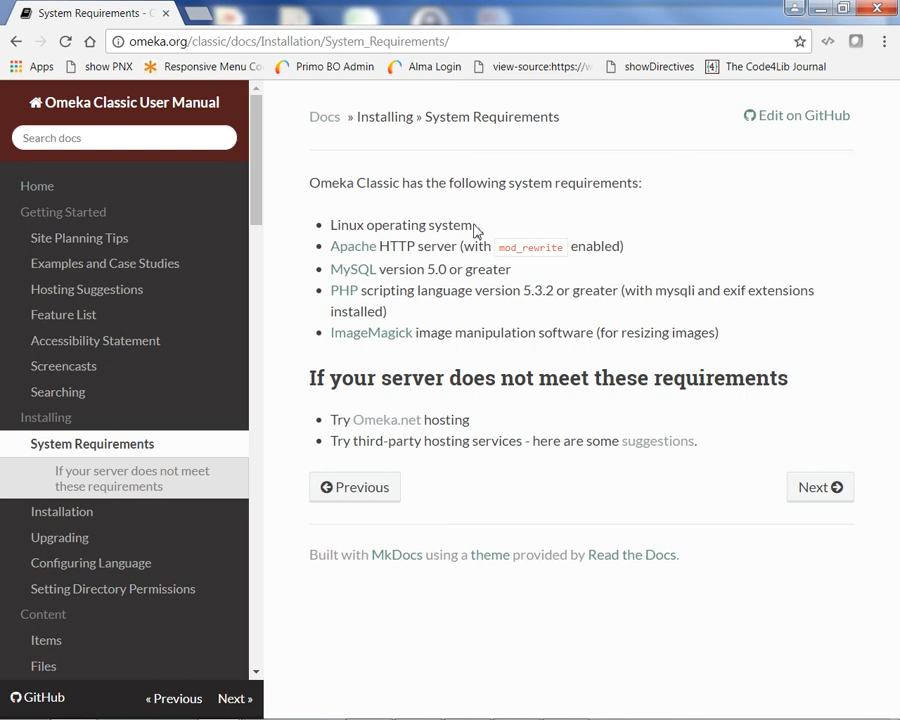 System Requirements - C
omeka.org/classic/docs/Installation/System_Requirements/
Apps show PNX Responsive Menu Co Primo BO Admin Alma Login view-source:https://w showDirectives [4] The Code4Lib Journal
Omeka Classic User Manual
Search docs
Home
Getting Started
Site Planning Tips
Examples and Case Studies
Hosting Suggestions
Feature List
Accessibility Statement
Screencasts
Searching
Installing
System Requirements
If your server does not meet
these requirements
Installation
Upgrading
Configuring Language
Setting Directory Permissions
Content
Items
Files
GitHub « Previous Next »
Docs » Installing » System Requirements
Edit on GitHub
Omeka Classic has the following system requirements:
• Linux operating system
• Apache HTTP server (with mod_rewrite enabled)
• MySQL version 5.0 or greater
• PHP scripting language version 5.3.2 or greater (with mysqli and exif extensions
installed)
• ImageMagick image manipulation software (for resizing images)
If your server does not meet these requirements
• Try Omeka.net hosting
• Try third-party hosting services - here are some suggestions.
Previous
Next
Built with MkDocs using a theme provided by Read the Docs.